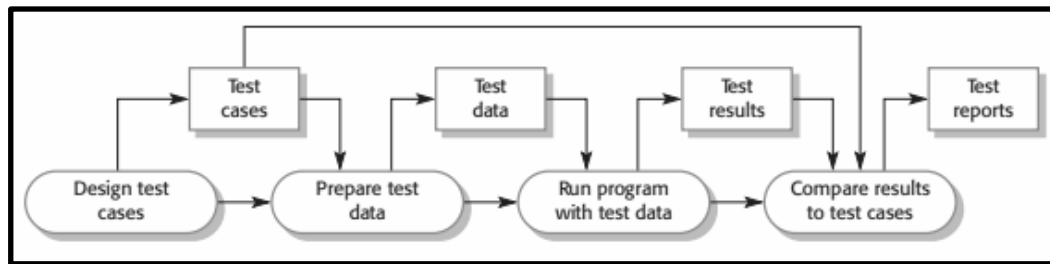 Test
cases
Test
data
Test
results
Test
reports
Design test
cases
Prepare test
data
Run program
with test data
Compare results
to test cases